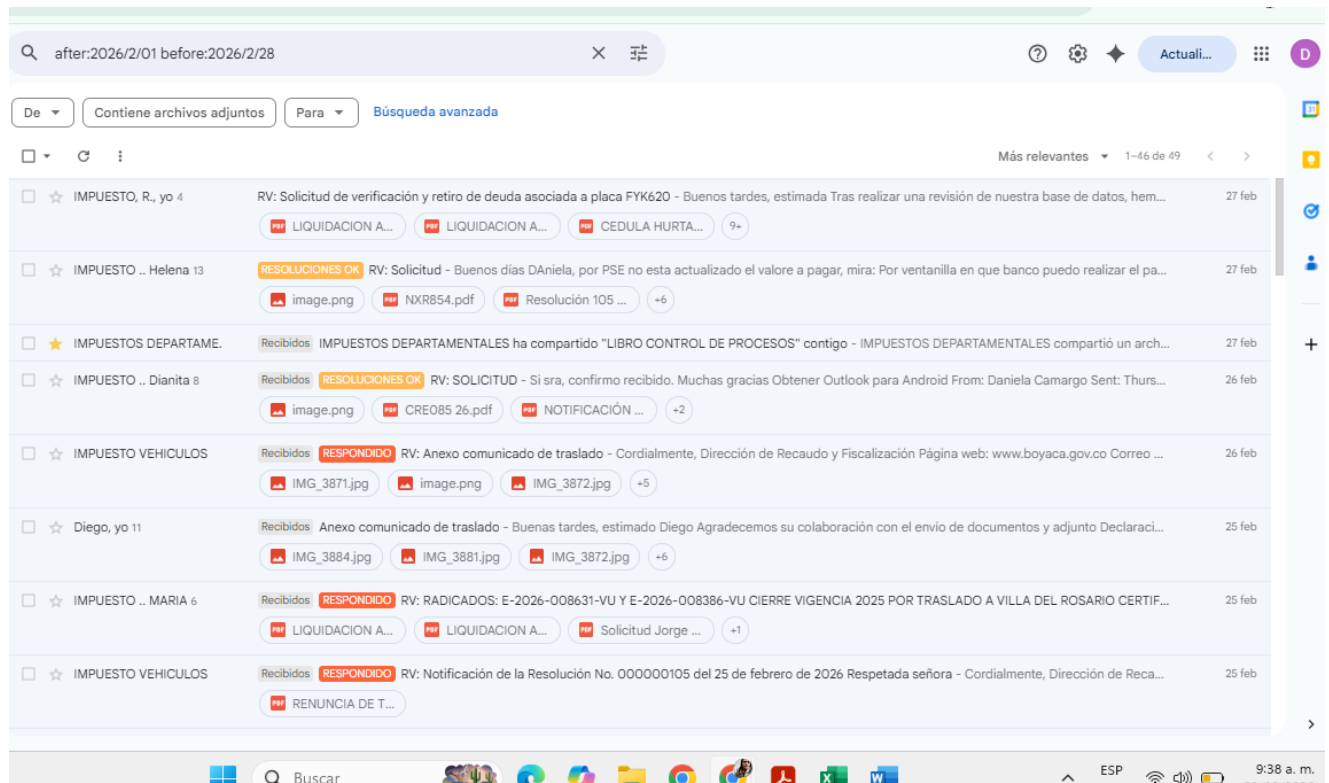 after:2026/2/01 before:2026/2/28
Actuali...
D
De
Contiene archivos adjuntos
Para
Búsqueda avanzada
Más relevantes
1–46 de 49
IMPUESTO, R., yo 4
RV: Solicitud de verificación y retiro de deuda asociada a placa FYK620 - Buenos tardes, estimada Tras realizar una revisión de nuestra base de datos, hem...
27 feb
PDF LIQUIDACION A...
PDF LIQUIDACION A...
PDF CEDULA HURTA...
9+
IMPUESTO .. Helena 13
RESOLUCIONES OK RV: Solicitud - Buenos días DAniela, por PSE no esta actualizado el valore a pagar, mira: Por ventanilla en que banco puedo realizar el pa...
27 feb
image.png
PDF NXR854.pdf
PDF Resolución 105 ...
+6
IMPUESTOS DEPARTAME.
Recibidos IMPUESTOS DEPARTAMENTALES ha compartido "LIBRO CONTROL DE PROCESOS" contigo - IMPUESTOS DEPARTAMENTALES compartió un arch...
27 feb
IMPUESTO .. Dianita 8
Recibidos RESOLUCIONES OK RV: SOLICITUD - Si sra, confirmo recibido. Muchas gracias Obtener Outlook para Android From: Daniela Camargo Sent: Thurs...
26 feb
image.png
PDF CRE085 26.pdf
PDF NOTIFICACIÓN ...
+2
IMPUESTO VEHICULOS
Recibidos RESPONDIDO RV: Anexo comunicado de traslado - Cordialmente, Dirección de Recaudo y Fiscalización Página web: www.boyaca.gov.co Correo ...
26 feb
IMG_3871.jpg
image.png
IMG_3872.jpg
+5
Diego, yo 11
Recibidos Anexo comunicado de traslado - Buenas tardes, estimado Diego Agradecemos su colaboración con el envío de documentos y adjunto Declaraci...
25 feb
IMG_3884.jpg
IMG_3881.jpg
IMG_3872.jpg
+6
IMPUESTO .. MARIA 6
Recibidos RESPONDIDO RV: RADICADOS: E-2026-008631-VU Y E-2026-008386-VU CIERRE VIGENCIA 2025 POR TRASLADO A VILLA DEL ROSARIO CERTIF...
25 feb
PDF LIQUIDACION A...
PDF LIQUIDACION A...
PDF Solicitud Jorge ...
+1
IMPUESTO VEHICULOS
Recibidos RESPONDIDO RV: Notificación de la Resolución No. 000000105 del 25 de febrero de 2026 Respetada señora - Cordialmente, Dirección de Reca...
25 feb
PDF RENUNCIA DE T...
31
Buscar
ESP
9:38 a. m.